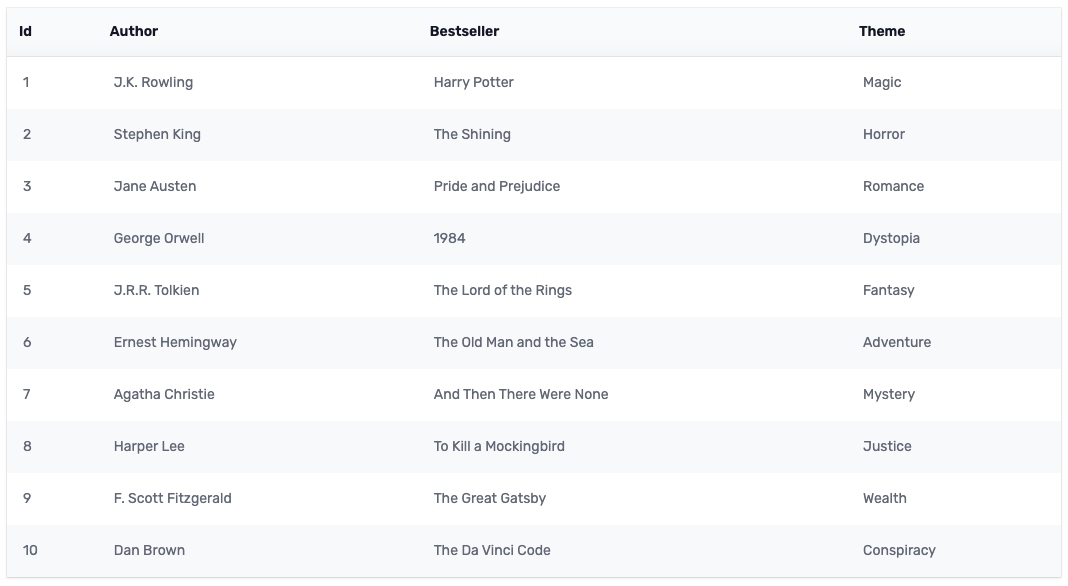 Id Author Bestseller Theme
1 J.K. Rowling Harry Potter Magic
2 Stephen King The Shining Horror
3 Jane Austen Pride and Prejudice Romance
4 George Orwell 1984 Dystopia
5 J.R.R. Tolkien The Lord of the Rings Fantasy
6 Ernest Hemingway The Old Man and the Sea Adventure
7 Agatha Christie And Then There Were None Mystery
8 Harper Lee To Kill a Mockingbird Justice
9 F. Scott Fitzgerald The Great Gatsby Wealth
10 Dan Brown The Da Vinci Code Conspiracy